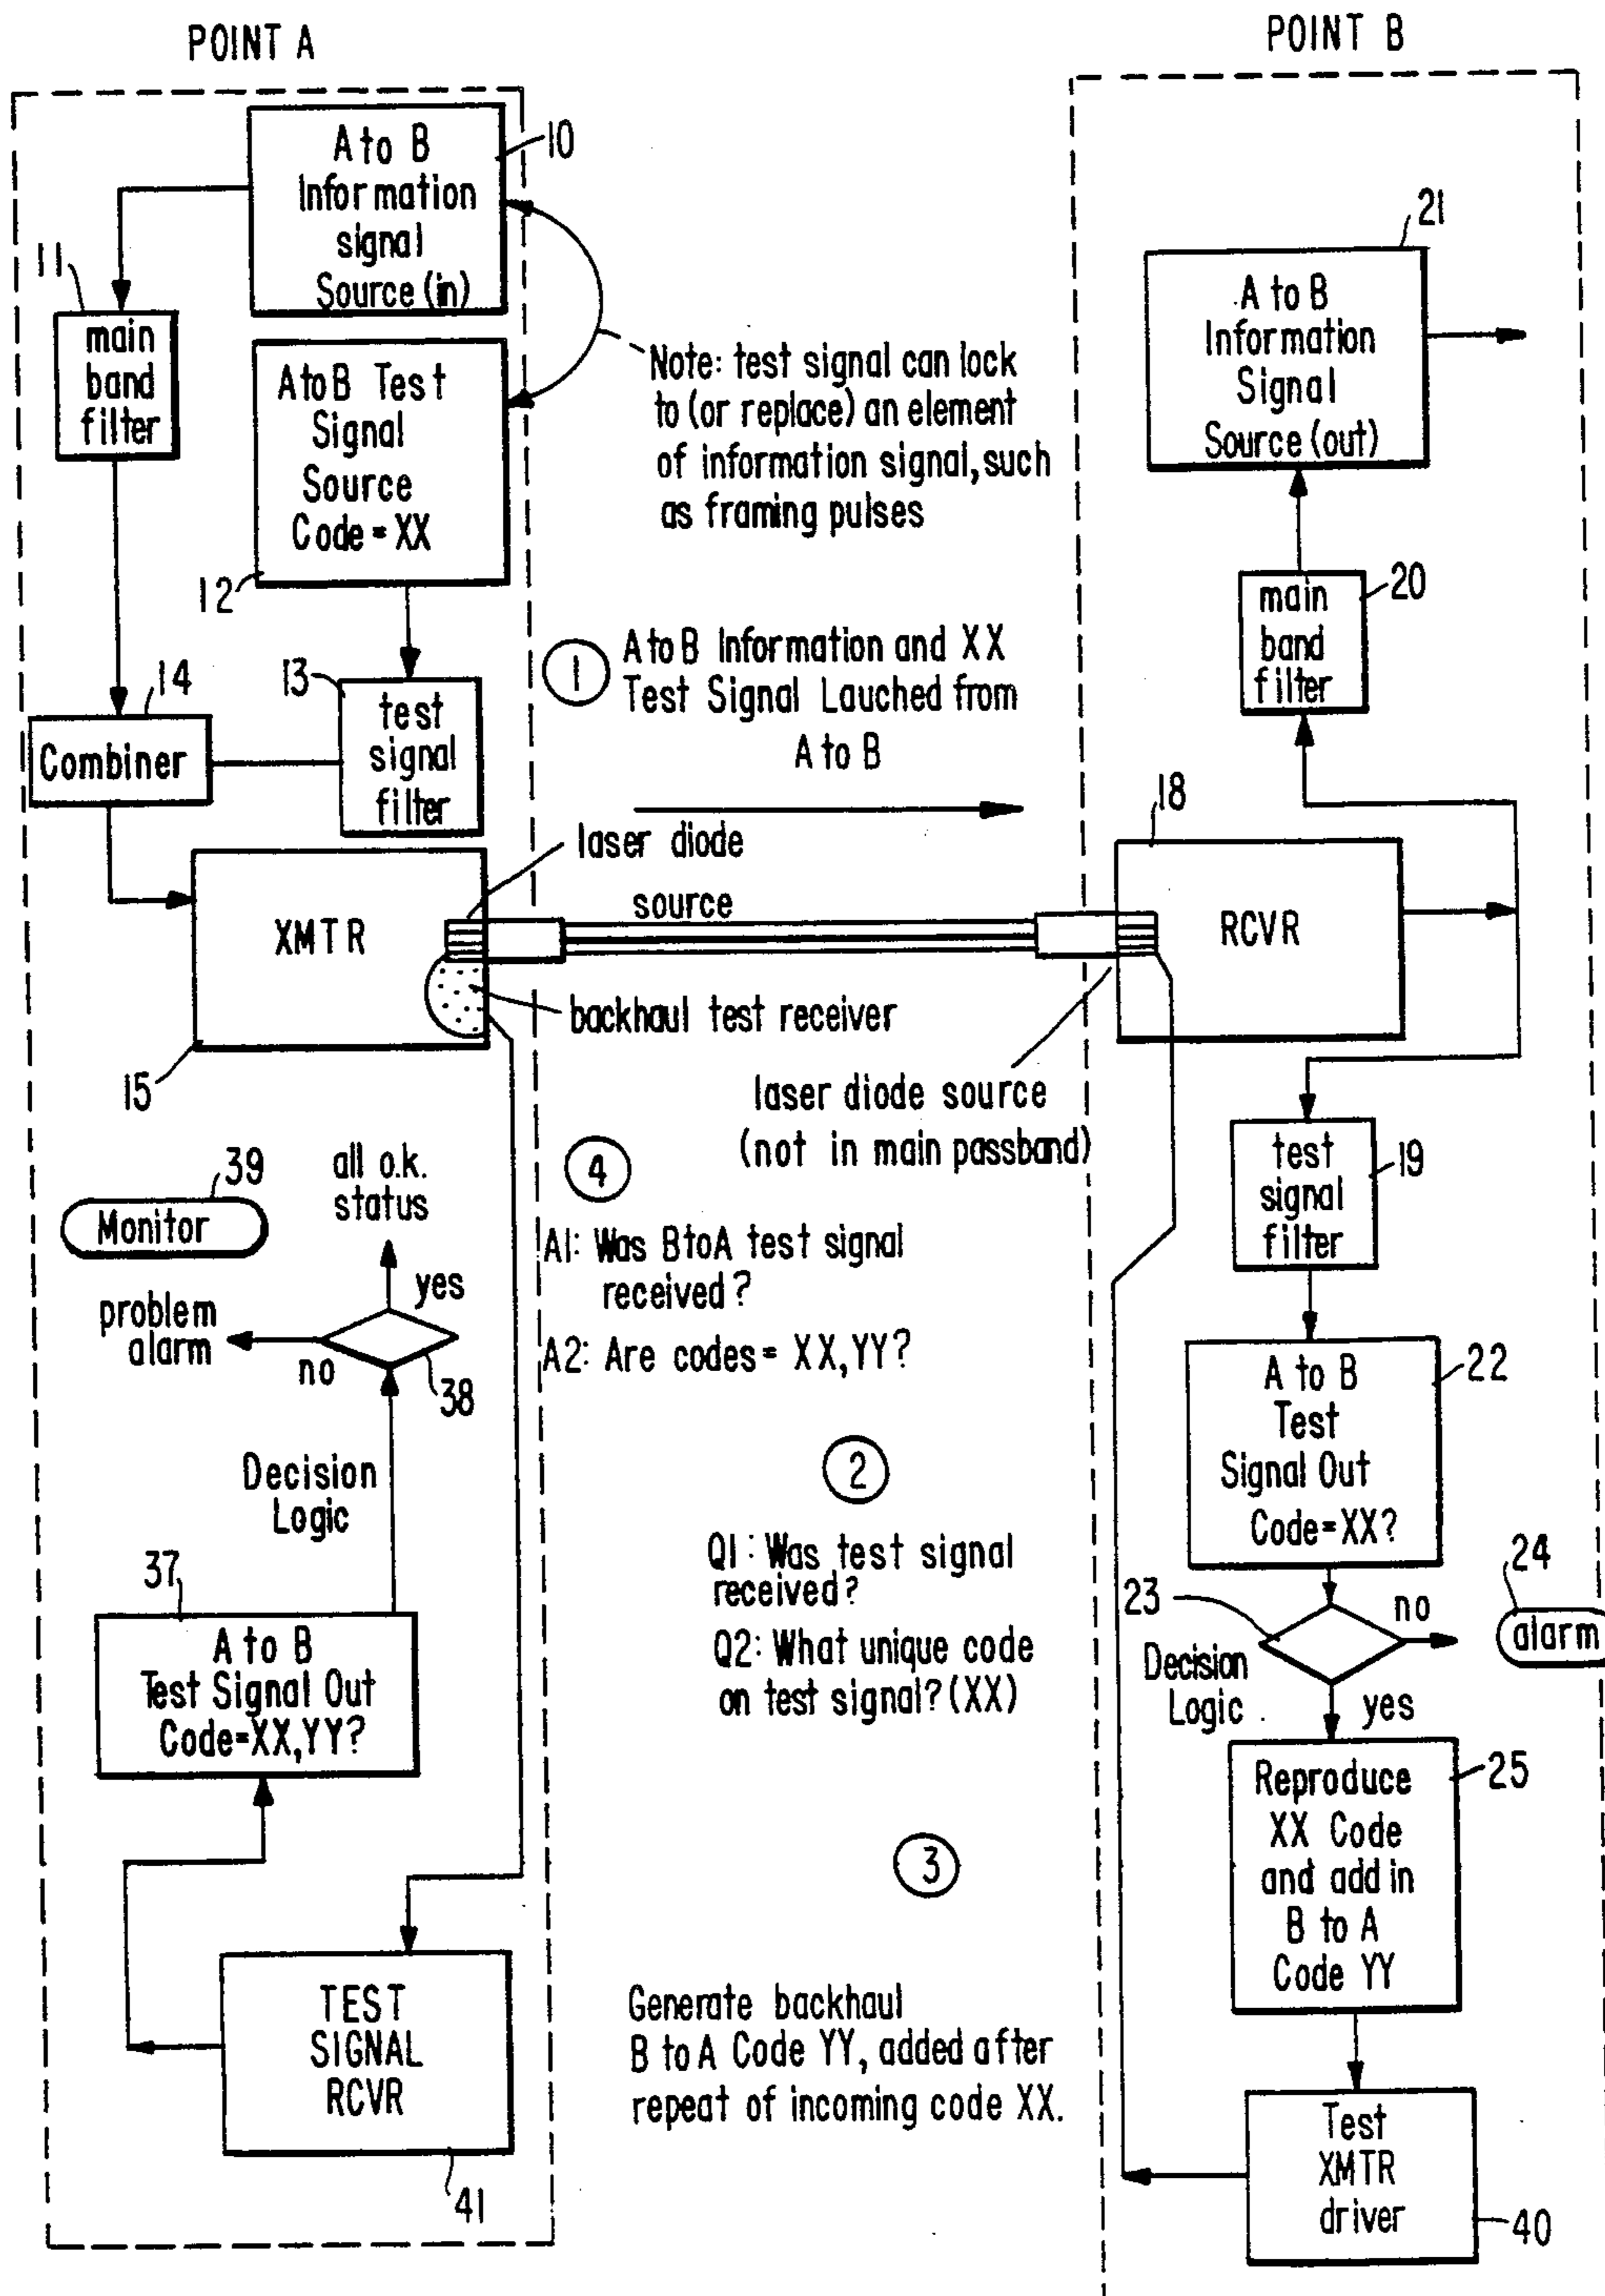 POINT A
POINT B
A to B
Information
signal
Source (in)
10
11
main
band
filter
A to B Test
Signal
Source
Code = XX
12
Note: test signal can lock
to (or replace) an element
of information signal, such
as framing pulses
21
A to B
Information
Signal
Source (out)
main
band
filter
20
1
A to B Information and XX
Test Signal Lauched from
A to B
14
Combiner
13
test
signal
filter
XMTR
15
laser diode
source
backhaul test receiver
18
RCVR
laser diode source
(not in main passband)
test
signal
filter
19
39
Monitor
all o.k.
status
yes
problem
alarm
no
38
4
A1: Was B to A test signal
received?
A2: Are codes = XX, YY?
Decision
Logic
A to B
Test
Signal Out
Code=XX?
22
2
Q1: Was test signal
received?
Q2: What unique code
on test signal? (XX)
23
no
24
alarm
Decision
Logic
yes
37
A to B
Test Signal Out
Code=XX,YY?
Reproduce
XX Code
and add in
B to A
Code YY
25
3
Generate backhaul
B to A Code YY, added after
repeat of incoming code XX.
TEST
SIGNAL
RCVR
41
Test
XMTR
driver
40